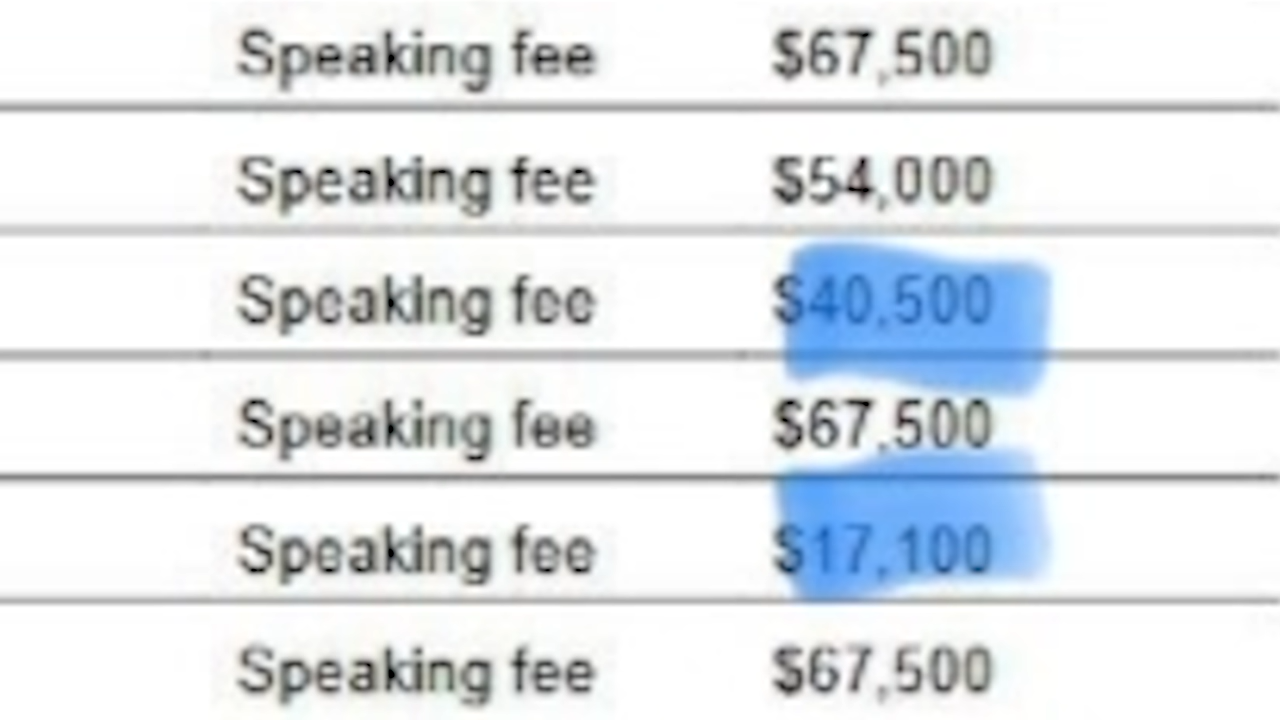 Speaking fee $67,500
Speaking fee $54,000
Speaking fee $40,500
Speaking fee $67,500
Speaking fee $17,100
Speaking fee $67,500